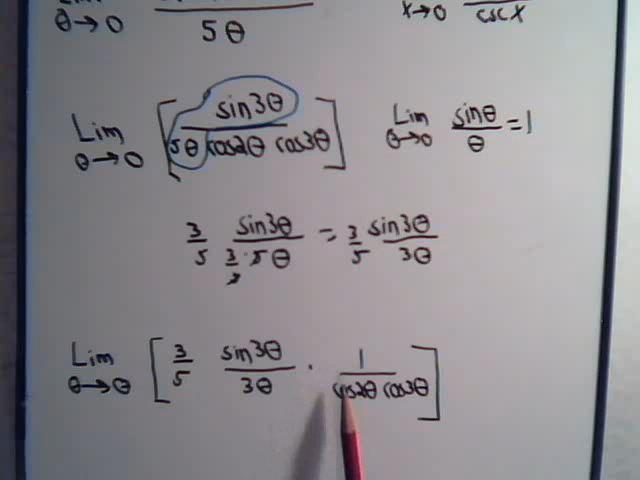 θ→0 5θ x→0 csc x
Lim θ→0 [ sin3θ / 5θ cos2θ cos3θ ] Lim θ→0 sinθ / θ = 1
3/5 sin3θ / 3/5 · 5θ = 3/5 sin3θ / 3θ
Lim θ→θ [ 3/5 sin3θ / 3θ · 1 / cos2θ cos3θ ]